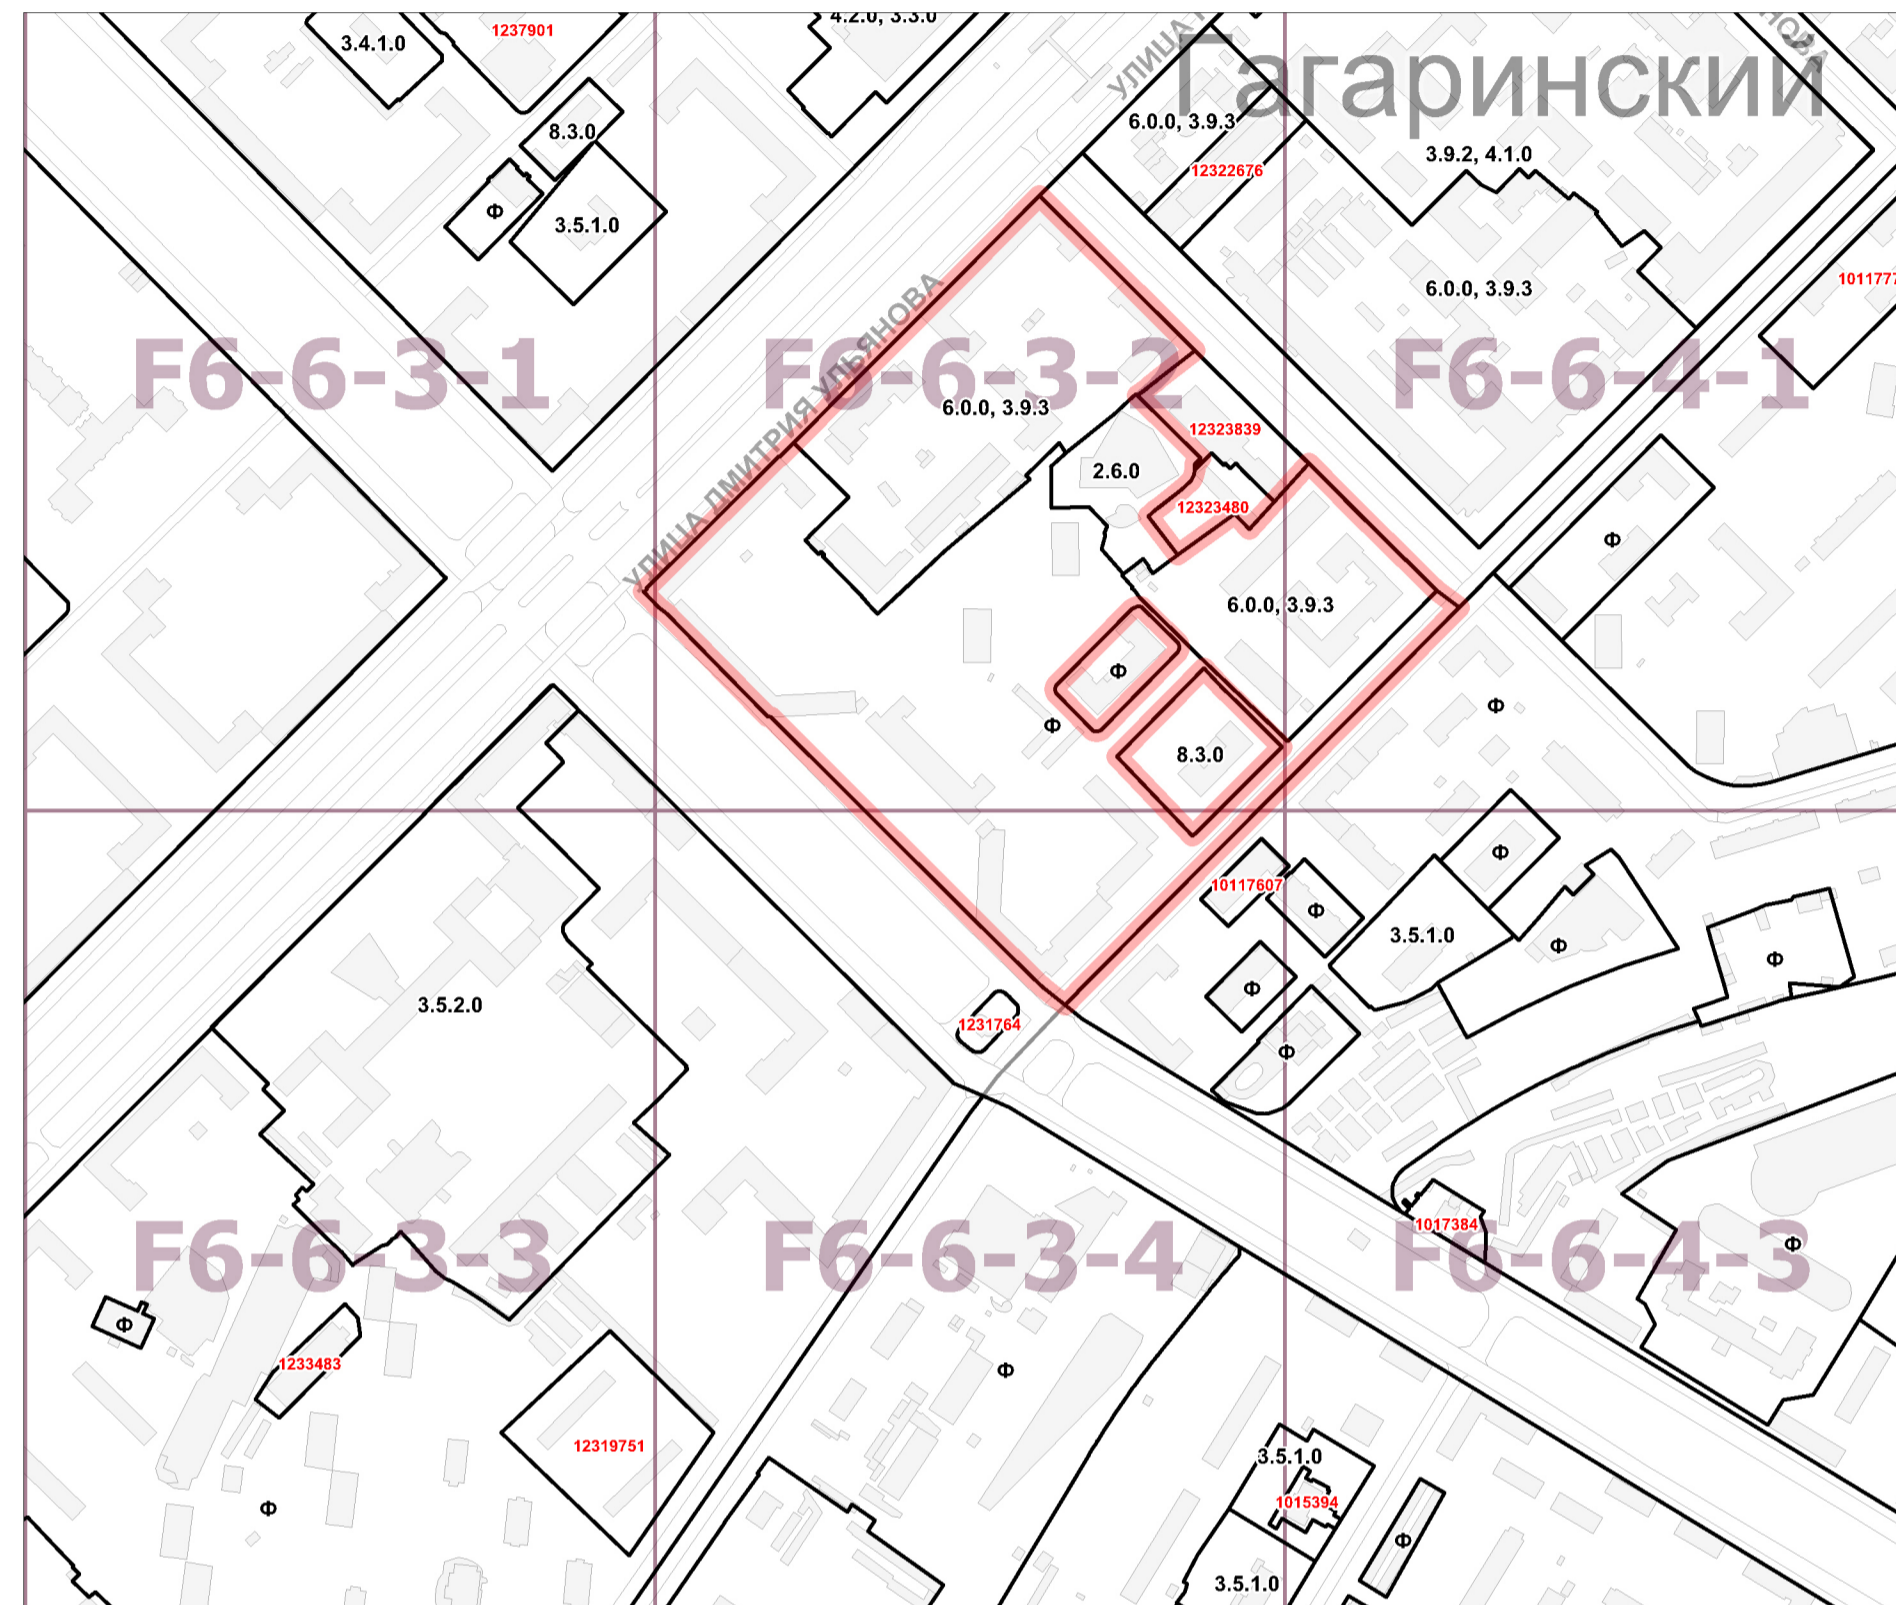 4.2.0, 3.3.0
1237901
3.4.1.0
УЛИЦА
НОВА
Гагаринский
8.3.0
6.0.0, 3.9.3
3.9.2, 4.1.0
12322676
Ф
3.5.1.0
6.0.0, 3.9.3
1011777
УЛИЦА ДМИТРИЯ УЛЬЯНОВА
F6-6-3-1
F6-6-3-2
F6-6-4-1
6.0.0, 3.9.3
12323839
2.6.0
12323480
Ф
6.0.0, 3.9.3
Ф
Ф
Ф
8.3.0
Ф
10117607
Ф
3.5.1.0
Ф
Ф
Ф
3.5.2.0
1231764
Ф
1017384
Ф
F6-6-3-3
F6-6-3-4
F6-6-4-3
Ф
1233483
Ф
12319751
3.5.1.0
1015394
Ф
Ф
3.5.1.0